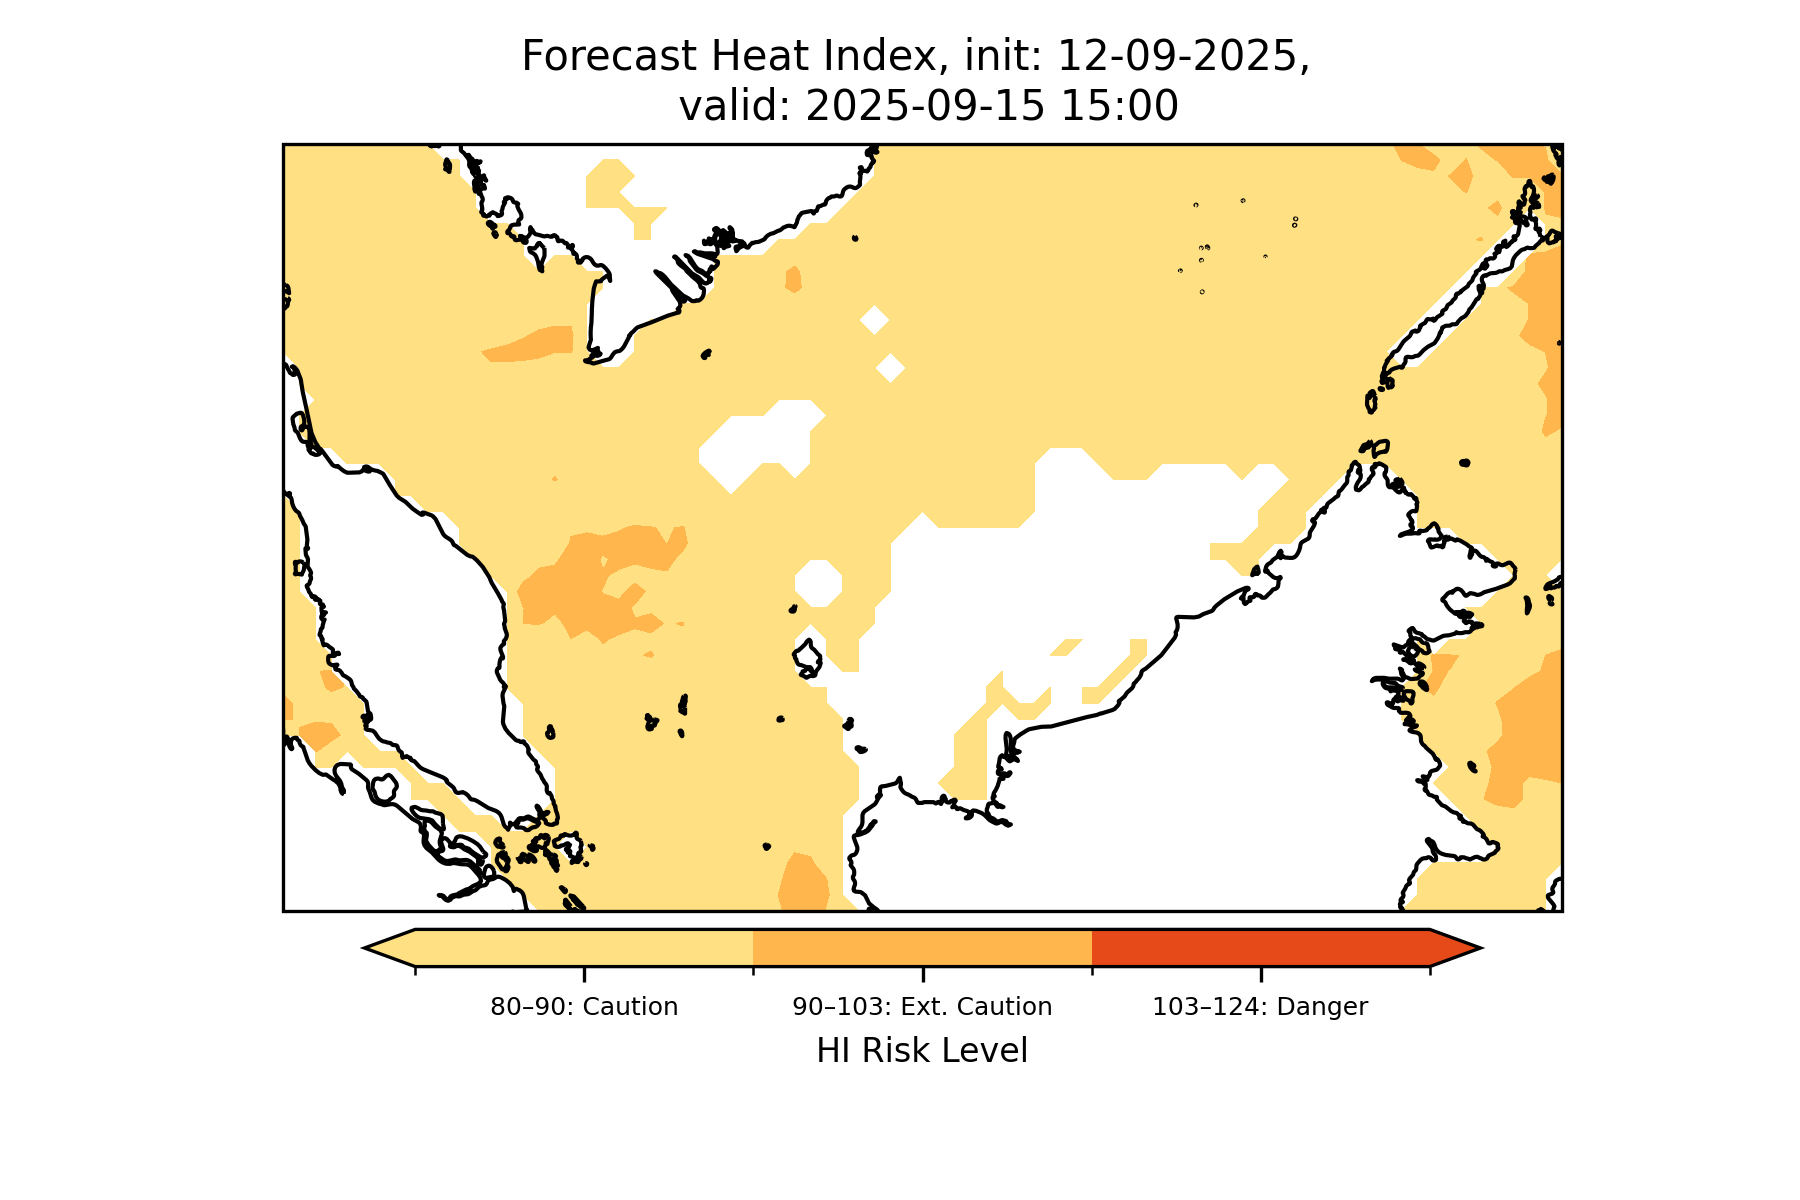 Forecast Heat Index, init: 12-09-2025,
valid: 2025-09-15 15:00
80–90: Caution
90–103: Ext. Caution
103–124: Danger
HI Risk Level